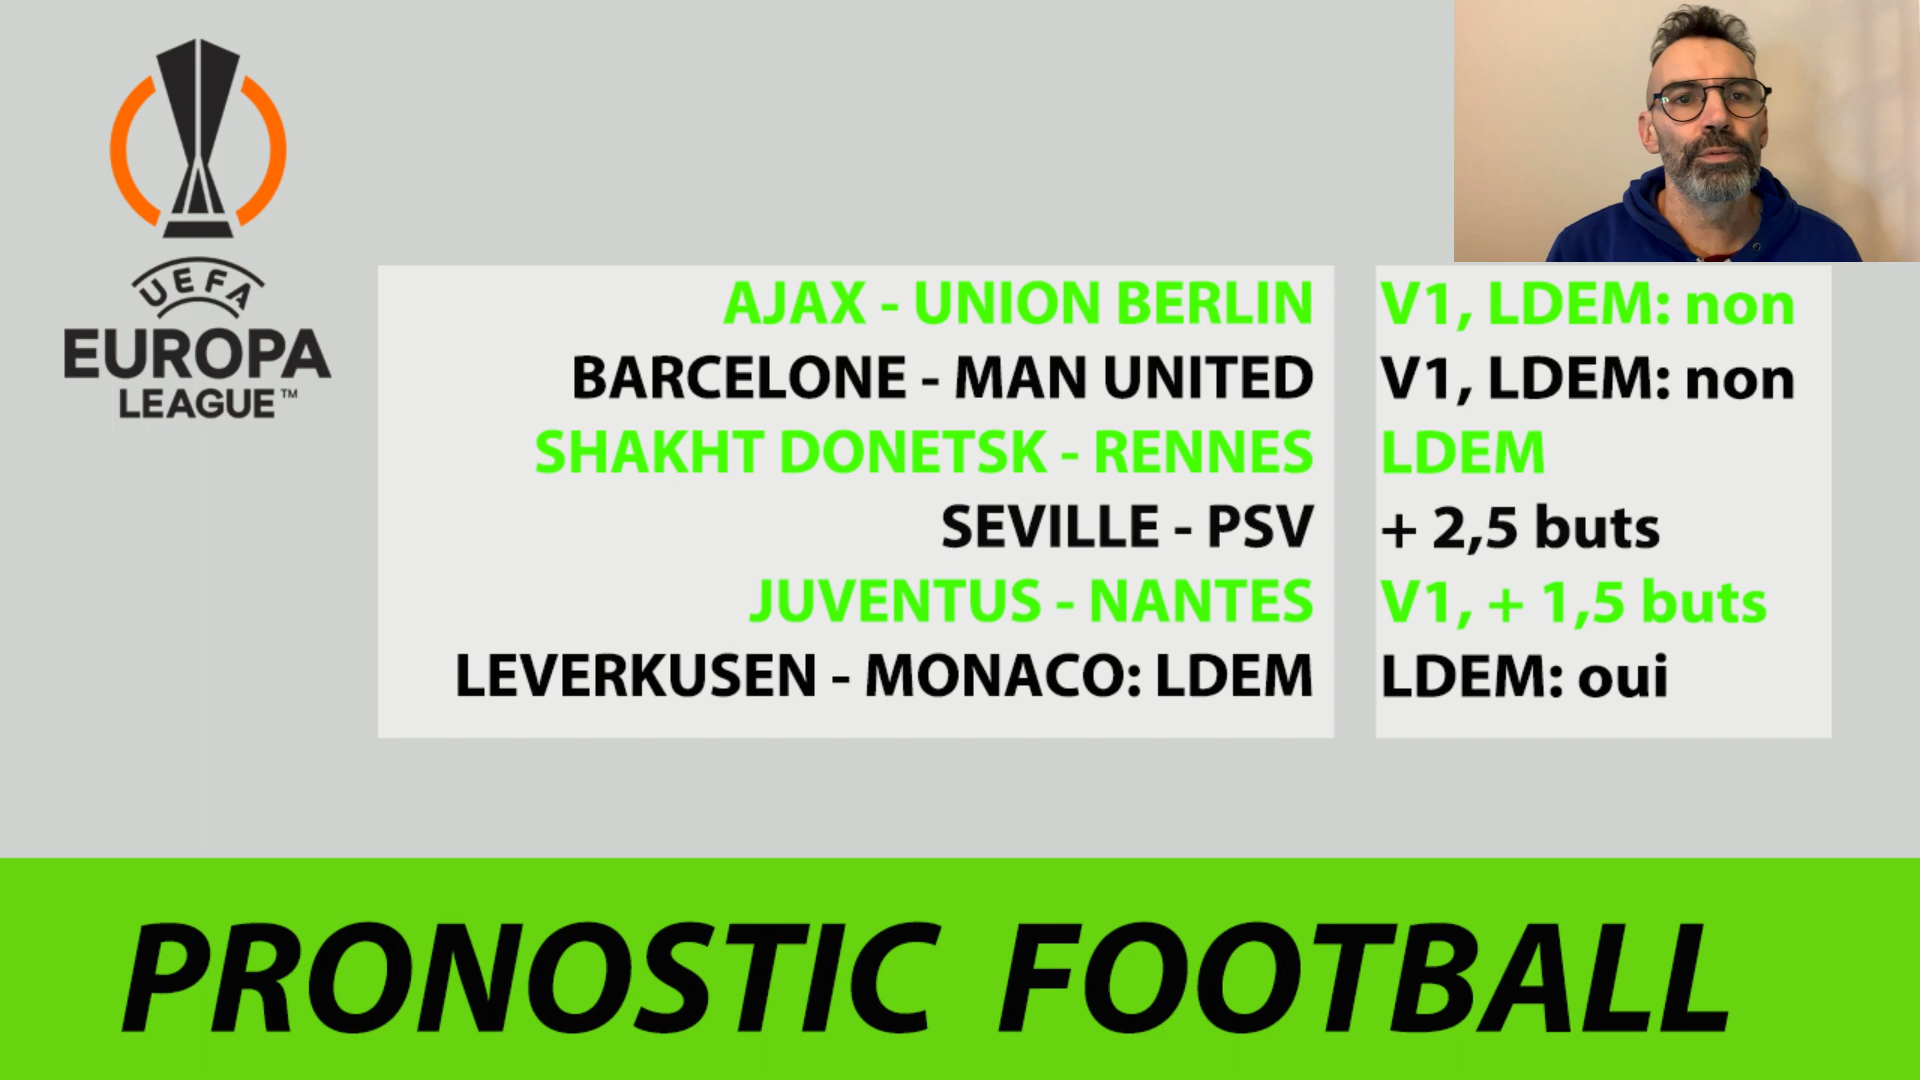 UEFA
EUROPA
LEAGUE™
AJAX - UNION BERLIN V1, LDEM: non
BARCELONE - MAN UNITED V1, LDEM: non
SHAKHT DONETSK - RENNES LDEM
SEVILLE - PSV + 2,5 buts
JUVENTUS - NANTES V1, + 1,5 buts
LEVERKUSEN - MONACO: LDEM LDEM: oui
PRONOSTIC FOOTBALL